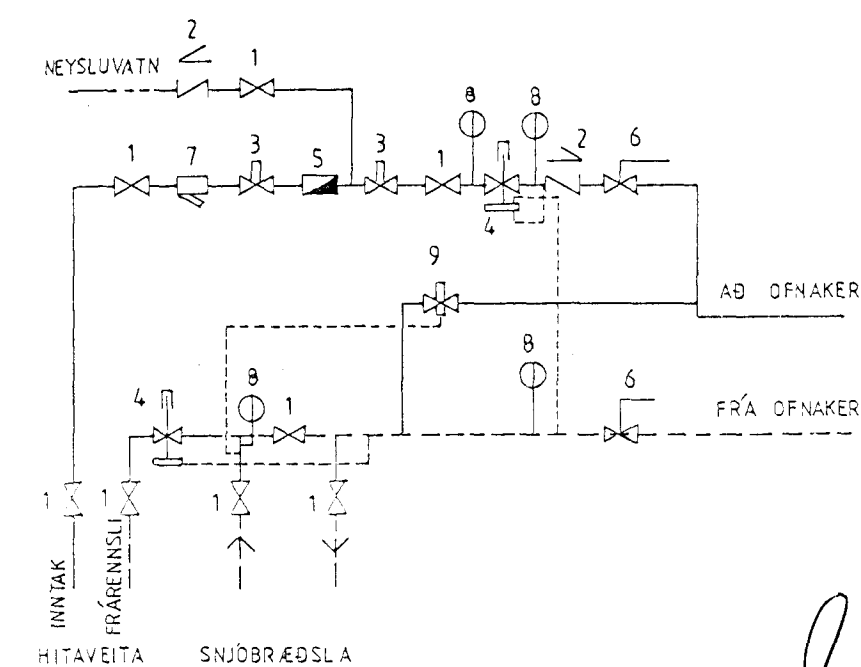 2
NEYSLUVATN 1
8 8
1 7 3 5 3 1 2 6
4
9
AÐ OFNAKER
8
4 8 1 6
FRÁ OFNAKER
1 1 1 1
INNTAK
FRÁRENNSLI
HITAVEITA SNJÓBRÆÐSLA